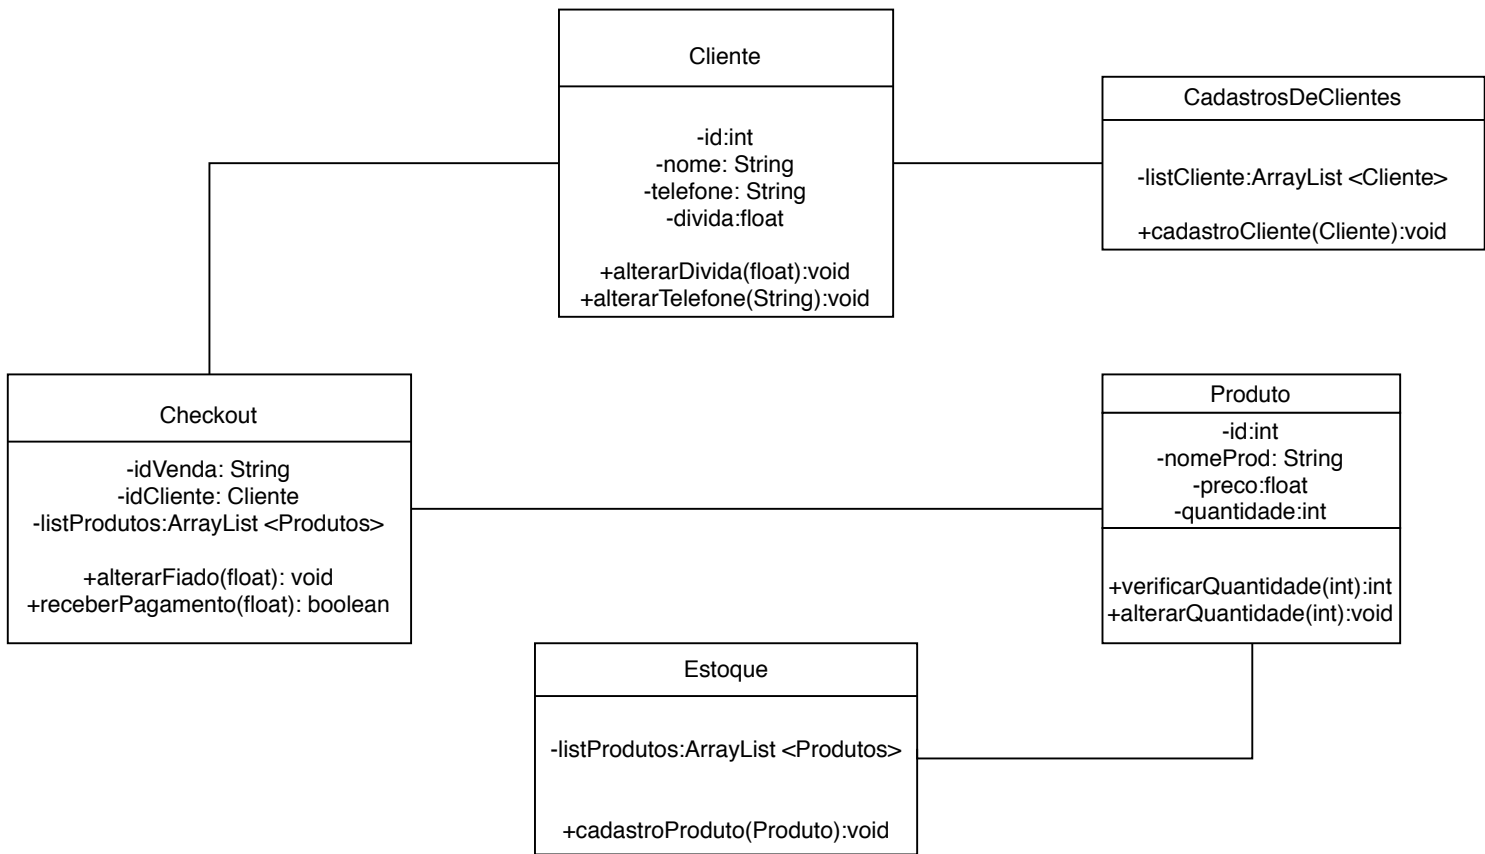 Cliente
-id:int
-nome: String
-telefone: String
-divida:float
+alterarDivida(float):void
+alterarTelefone(String):void
CadastrosDeClientes
-listCliente:ArrayList <Cliente>
+cadastroCliente(Cliente):void
Checkout
-idVenda: String
-idCliente: Cliente
-listProdutos:ArrayList <Produtos>
+alterarFiado(float): void
+receberPagamento(float): boolean
Produto
-id:int
-nomeProd: String
-preco:float
-quantidade:int
+verificarQuantidade(int):int
+alterarQuantidade(int):void
Estoque
-listProdutos:ArrayList <Produtos>
+cadastroProduto(Produto):void